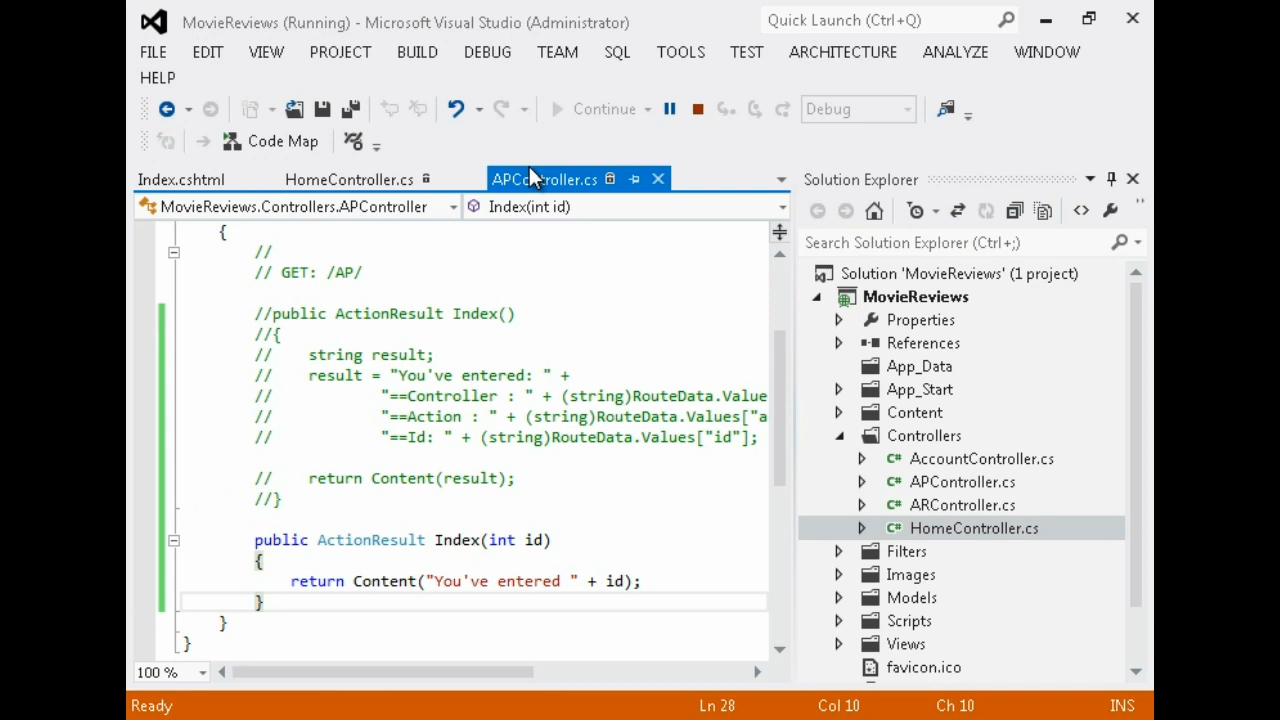 MovieReviews (Running) - Microsoft Visual Studio (Administrator)
Quick Launch (Ctrl+Q)
FILE EDIT VIEW PROJECT BUILD DEBUG TEAM SQL TOOLS TEST ARCHITECTURE ANALYZE WINDOW
HELP
Continue Debug
Code Map
Index.cshtml HomeController.cs APController.cs
MovieReviews.Controllers.APController Index(int id)
{
//
// GET: /AP/
//public ActionResult Index()
//{
// string result;
// result = "You've entered: " +
// "==Controller : " + (string)RouteData.Value
// "==Action : " + (string)RouteData.Values["a
// "==Id: " + (string)RouteData.Values["id"];
// return Content(result);
//}
public ActionResult Index(int id)
{
return Content("You've entered " + id);
}
}
}
100 %
Solution Explorer
Search Solution Explorer (Ctrl+;)
Solution 'MovieReviews' (1 project)
MovieReviews
Properties
References
App_Data
App_Start
Content
Controllers
C# AccountController.cs
C# APController.cs
C# ARController.cs
C# HomeController.cs
Filters
Images
Models
Scripts
Views
favicon.ico
Ready Ln 28 Col 10 Ch 10 INS